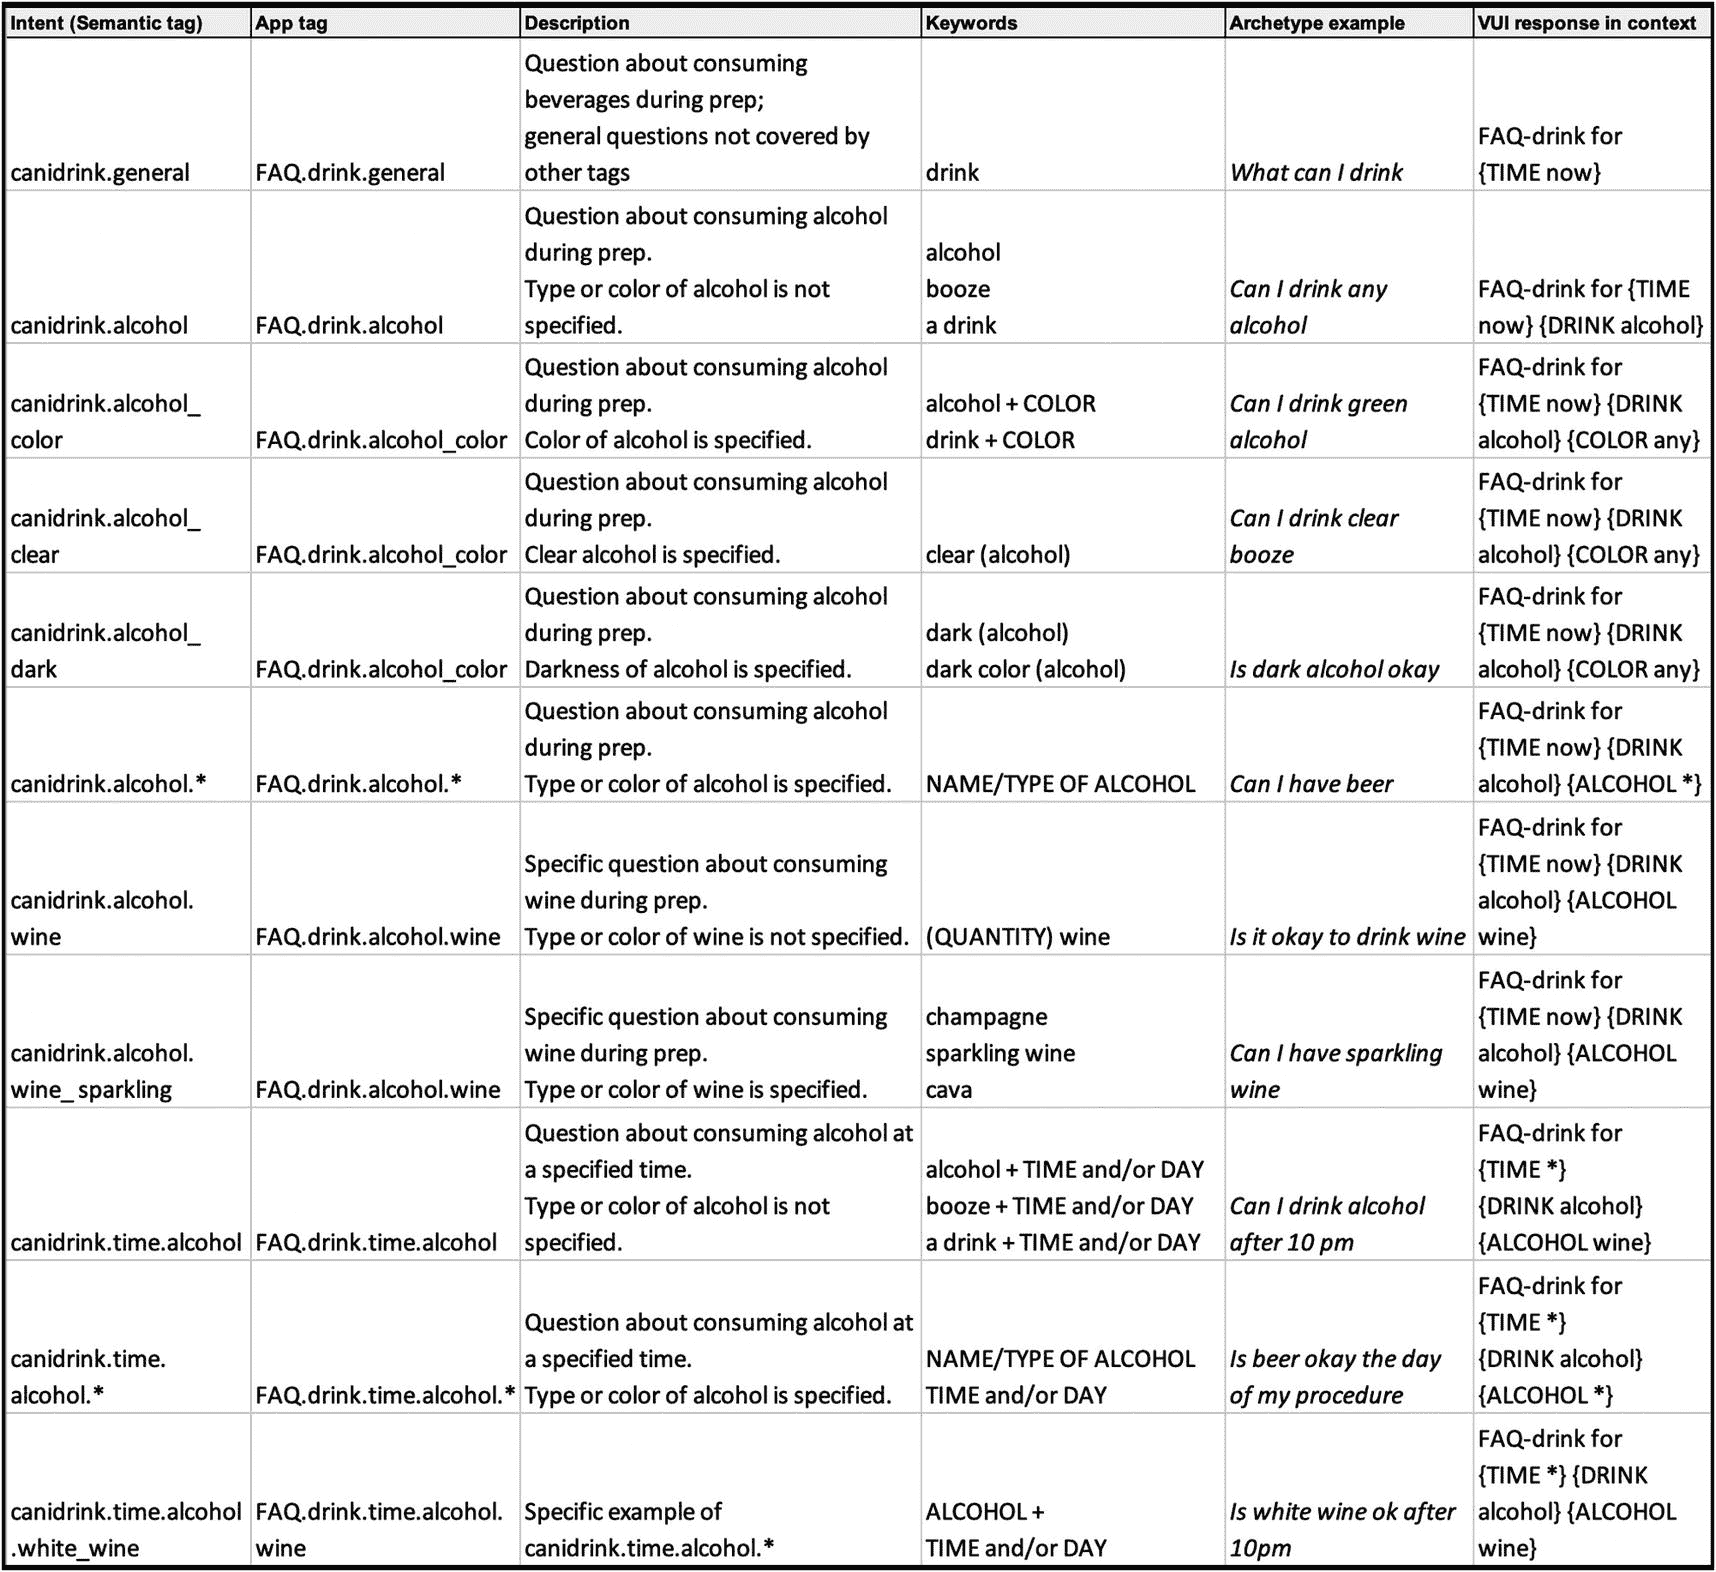 Intent (Semantic tag) App tag Description Keywords Archetype example VUI response in context
canidrink.general
FAQ.drink.general
Question about consuming
beverages during prep;
general questions not covered by
other tags
drink
What can I drink
FAQ-drink for
{TIME now}
canidrink.alcohol
FAQ.drink.alcohol
Question about consuming alcohol
during prep.
Type or color of alcohol is not
specified.
alcohol
booze
a drink
Can I drink any
alcohol
FAQ-drink for {TIME
now} {DRINK alcohol}
canidrink.alcohol_
color
FAQ.drink.alcohol_color
Question about consuming alcohol
during prep.
Color of alcohol is specified.
alcohol + COLOR
drink + COLOR
Can I drink green
alcohol
FAQ-drink for
{TIME now} {DRINK
alcohol} {COLOR any}
canidrink.alcohol_
clear
FAQ.drink.alcohol_color
Question about consuming alcohol
during prep.
Clear alcohol is specified.
clear (alcohol)
Can I drink clear
booze
FAQ-drink for
{TIME now} {DRINK
alcohol} {COLOR any}
canidrink.alcohol_
dark
FAQ.drink.alcohol_color
Question about consuming alcohol
during prep.
Darkness of alcohol is specified.
dark (alcohol)
dark color (alcohol)
Is dark alcohol okay
FAQ-drink for
{TIME now} {DRINK
alcohol} {COLOR any}
canidrink.alcohol.*
FAQ.drink.alcohol.*
Question about consuming alcohol
during prep.
Type or color of alcohol is specified.
NAME/TYPE OF ALCOHOL
Can I have beer
FAQ-drink for
{TIME now} {DRINK
alcohol} {ALCOHOL *}
canidrink.alcohol.
wine
FAQ.drink.alcohol.wine
Specific question about consuming
wine during prep.
Type or color of wine is not specified.
(QUANTITY) wine
Is it okay to drink wine
FAQ-drink for
{TIME now} {DRINK
alcohol} {ALCOHOL
wine}
canidrink.alcohol.
wine_ sparkling
FAQ.drink.alcohol.wine
Specific question about consuming
wine during prep.
Type or color of wine is specified.
champagne
sparkling wine
cava
Can I have sparkling
wine
FAQ-drink for
{TIME now} {DRINK
alcohol} {ALCOHOL
wine}
canidrink.time.alcohol
FAQ.drink.time.alcohol
Question about consuming alcohol at
a specified time.
Type or color of alcohol is not
specified.
alcohol + TIME and/or DAY
booze + TIME and/or DAY
a drink + TIME and/or DAY
Can I drink alcohol
after 10 pm
FAQ-drink for
{TIME *}
{DRINK alcohol}
{ALCOHOL wine}
canidrink.time.
alcohol.*
FAQ.drink.time.alcohol.*
Question about consuming alcohol at
a specified time.
Type or color of alcohol is specified.
NAME/TYPE OF ALCOHOL
TIME and/or DAY
Is beer okay the day
of my procedure
FAQ-drink for
{TIME *}
{DRINK alcohol}
{ALCOHOL *}
canidrink.time.alcohol
.white_wine
FAQ.drink.time.alcohol.
wine
Specific example of
canidrink.time.alcohol.*
ALCOHOL +
TIME and/or DAY
Is white wine ok after
10pm
FAQ-drink for
{TIME *} {DRINK
alcohol} {ALCOHOL
wine}